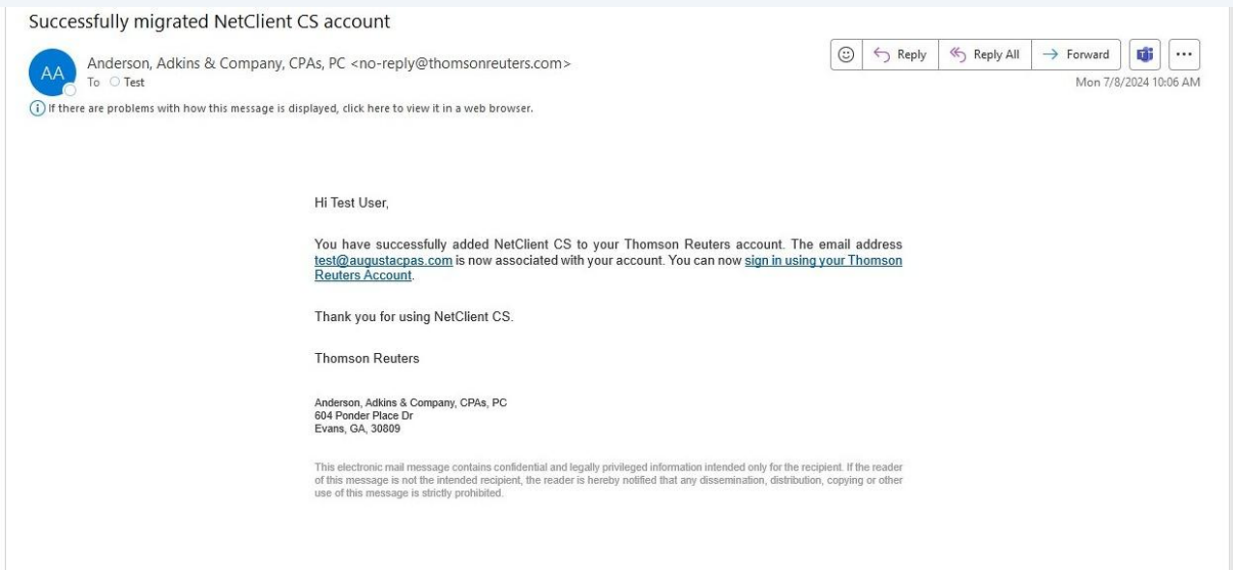 Successfully migrated NetClient CS account
AA
Anderson, Adkins & Company, CPAs, PC <no-reply@thomsonreuters.com>
To Test
Reply
Reply All
Forward
Mon 7/8/2024 10:06 AM
If there are problems with how this message is displayed, click here to view it in a web browser.
Hi Test User,
You have successfully added NetClient CS to your Thomson Reuters account. The email address
test@augustacpas.com is now associated with your account. You can now sign in using your Thomson
Reuters Account.
Thank you for using NetClient CS.
Thomson Reuters
Anderson, Adkins & Company, CPAs, PC
604 Ponder Place Dr
Evans, GA, 30809
This electronic mail message contains confidential and legally privileged information intended only for the recipient. If the reader
of this message is not the intended recipient, the reader is hereby notified that any dissemination, distribution, copying or other
use of this message is strictly prohibited.